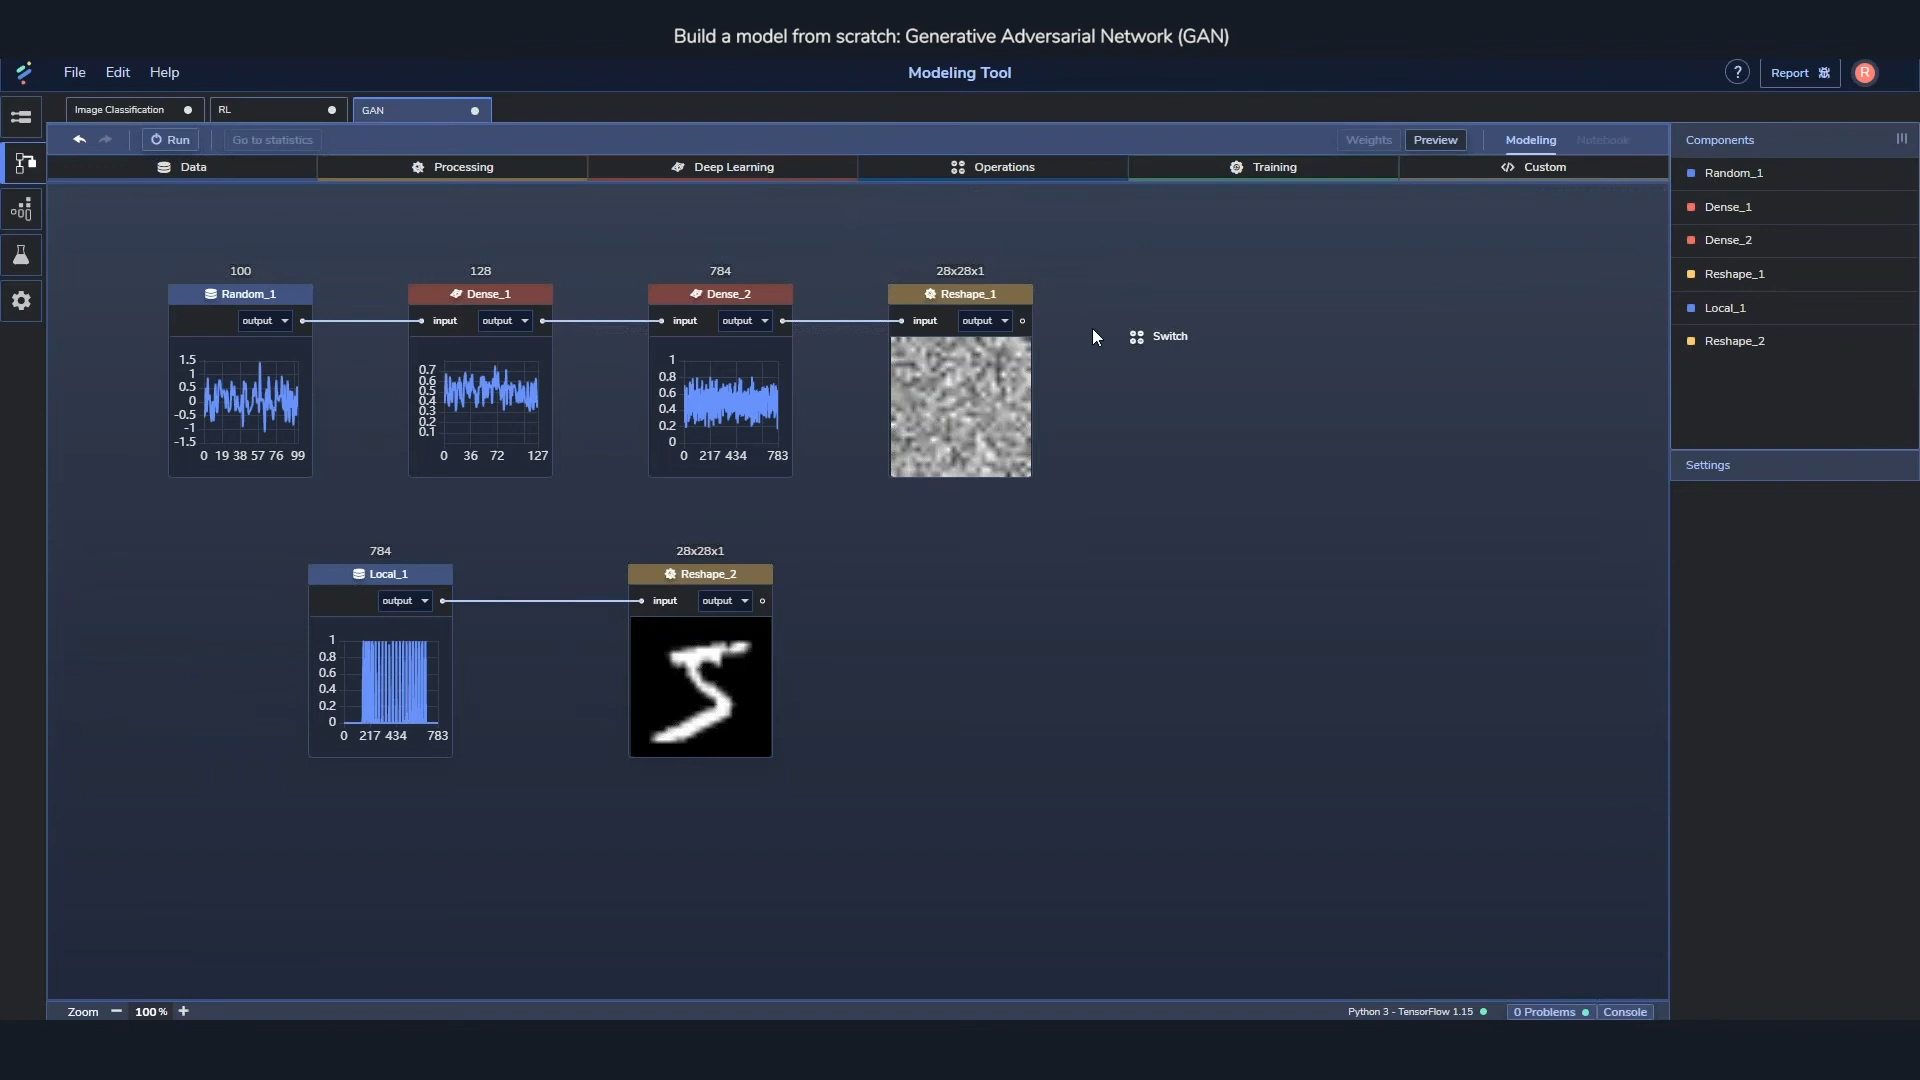 Build a model from scratch: Generative Adversarial Network (GAN)
File Edit Help
Modeling Tool
? Report R
Image Classification RL GAN
Run Go to statistics Weights Preview Modeling Notebook
Data Processing Deep Learning Operations Training Custom
Components
Random_1
Dense_1
Dense_2
Reshape_1
Local_1
Reshape_2
Settings
100 128 784 28x28x1
Random_1 Dense_1 Dense_2 Reshape_1
output input output input output input output
Switch
1.5
1
0.5
0
-0.5
-1
-1.5
0 19 38 57 76 99
0.7
0.6
0.5
0.4
0.3
0.2
0.1
0 36 72 127
1
0.8
0.6
0.4
0.2
0
0 217 434 783
784 28x28x1
Local_1 Reshape_2
output input output
1
0.8
0.6
0.4
0.2
0
0 217 434 783
5
Zoom 100 % Python 3 - TensorFlow 1.15 0 Problems Console